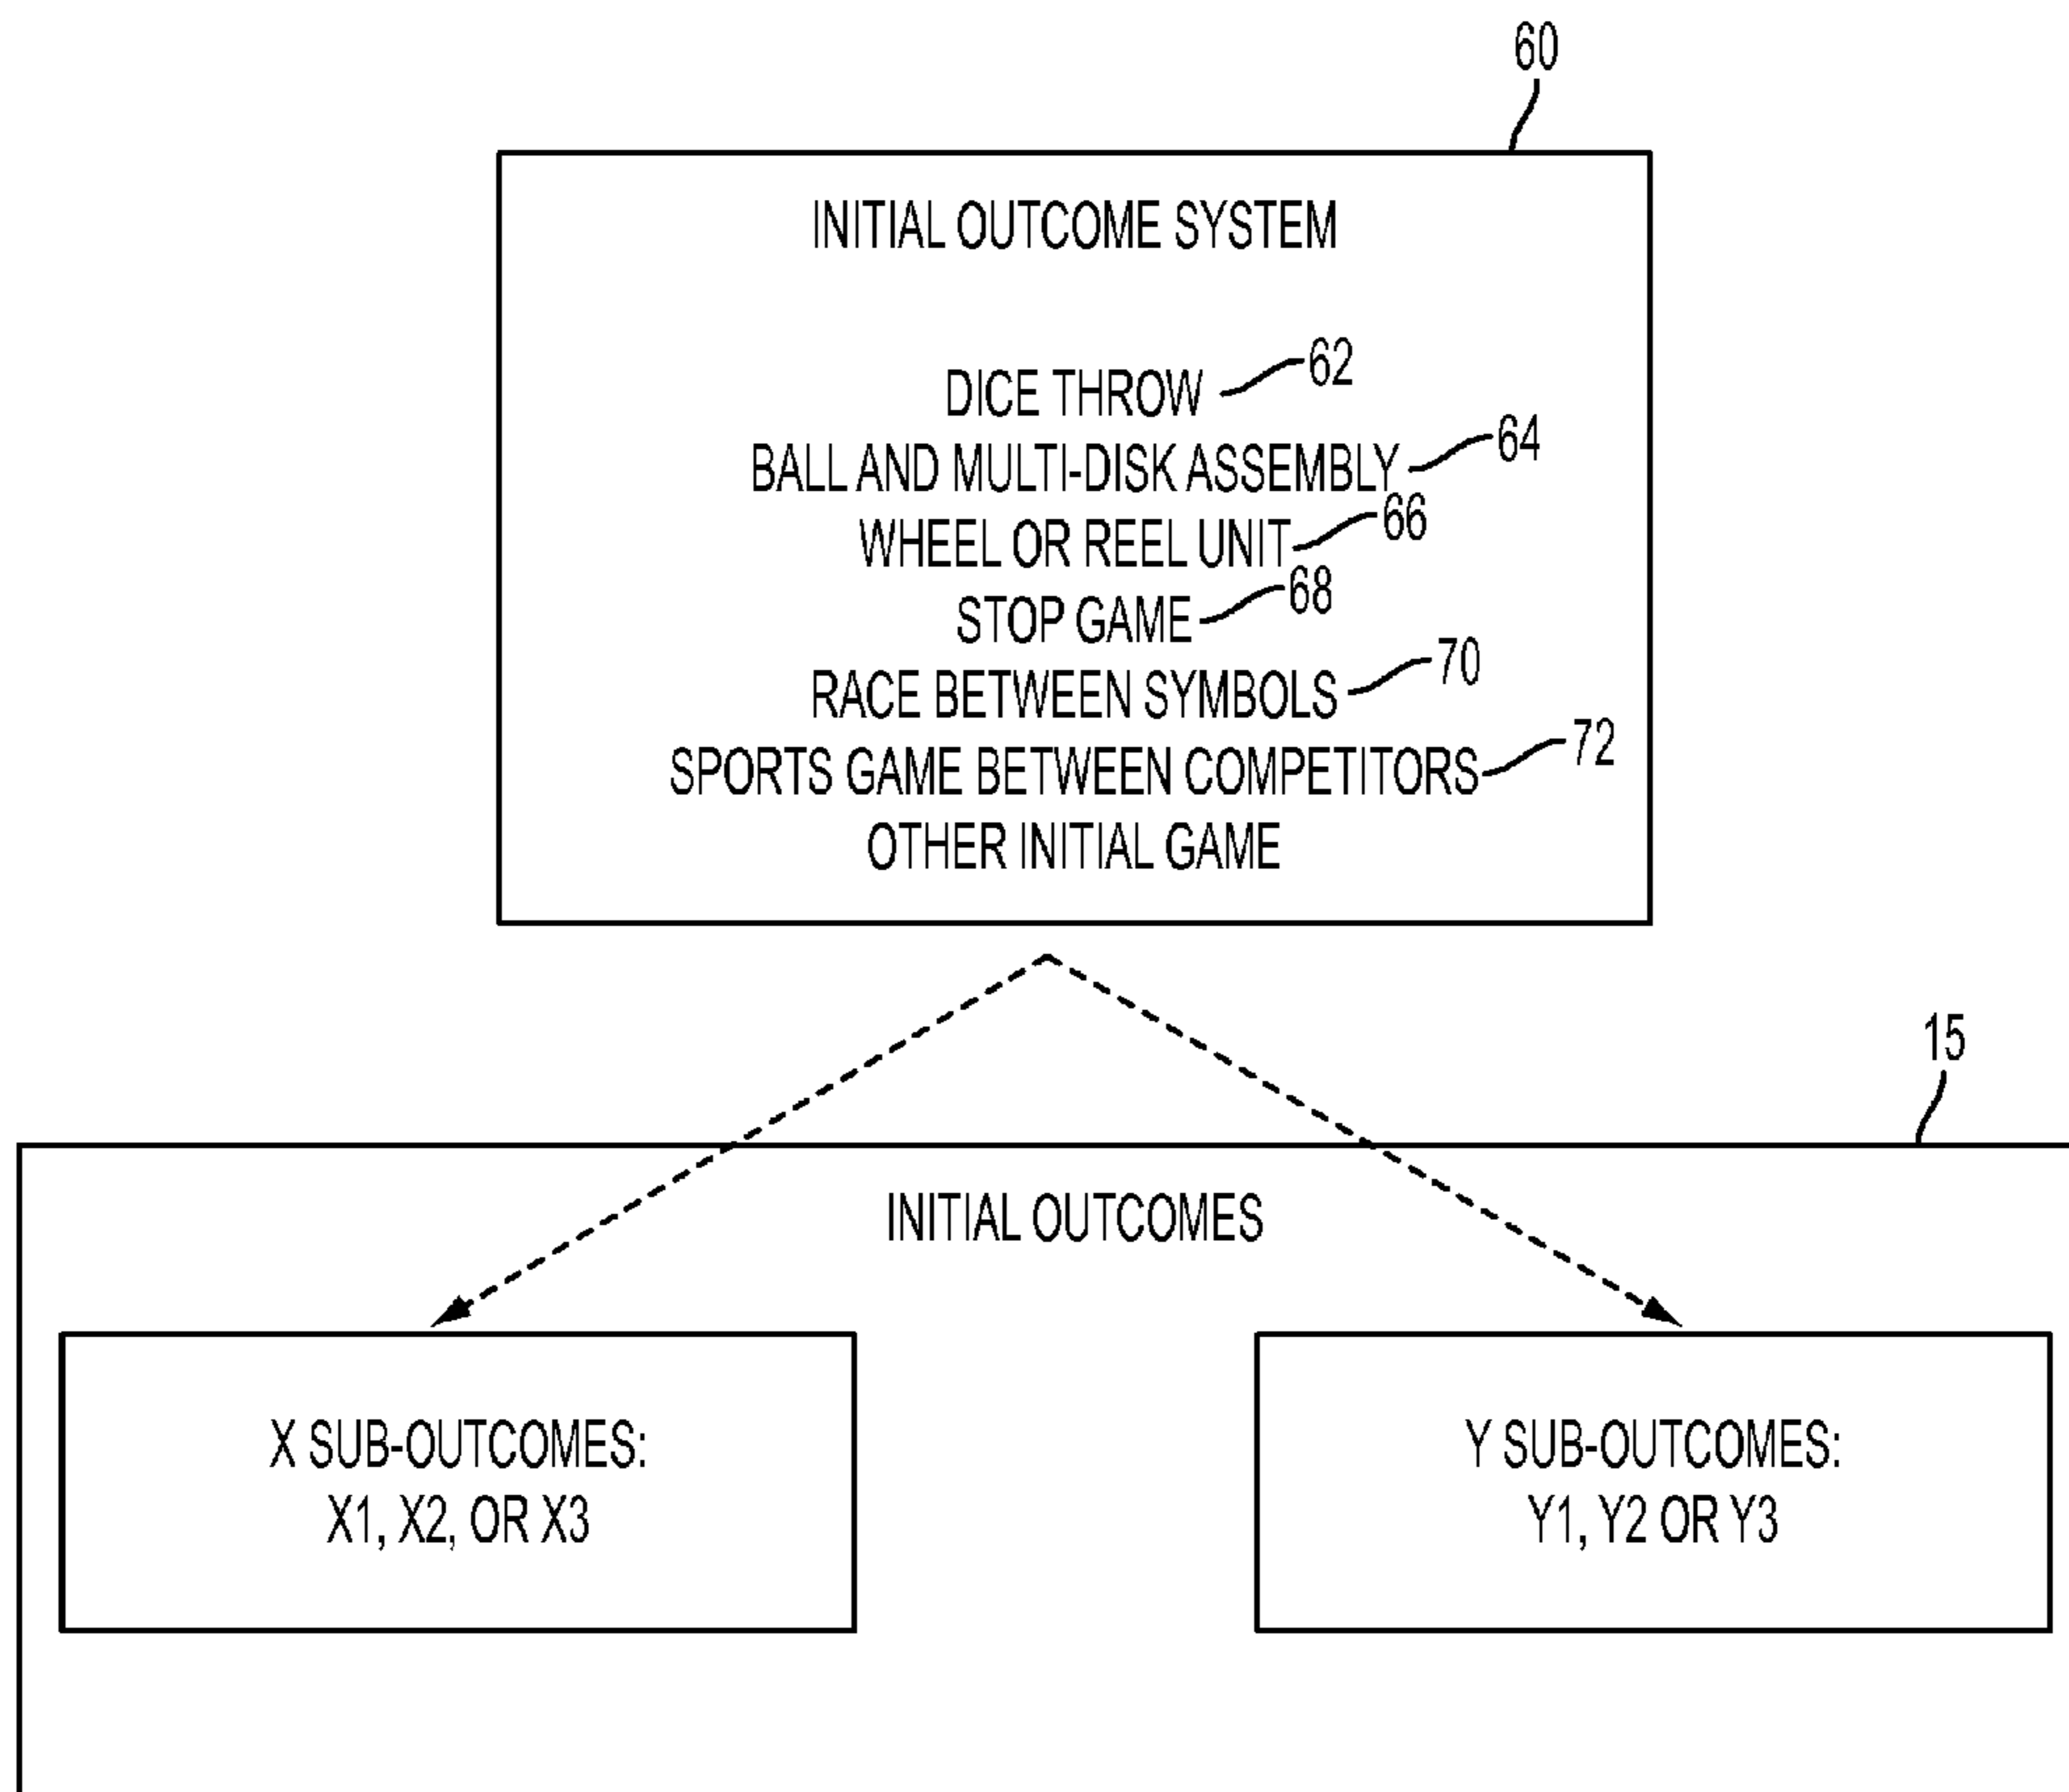 60
INITIAL OUTCOME SYSTEM
DICE THROW 62
BALL AND MULTI-DISK ASSEMBLY 64
WHEEL OR REEL UNIT 66
STOP GAME 68
RACE BETWEEN SYMBOLS 70
SPORTS GAME BETWEEN COMPETITORS 72
OTHER INITIAL GAME
15
INITIAL OUTCOMES
X SUB-OUTCOMES:
X1, X2, OR X3
Y SUB-OUTCOMES:
Y1, Y2 OR Y3